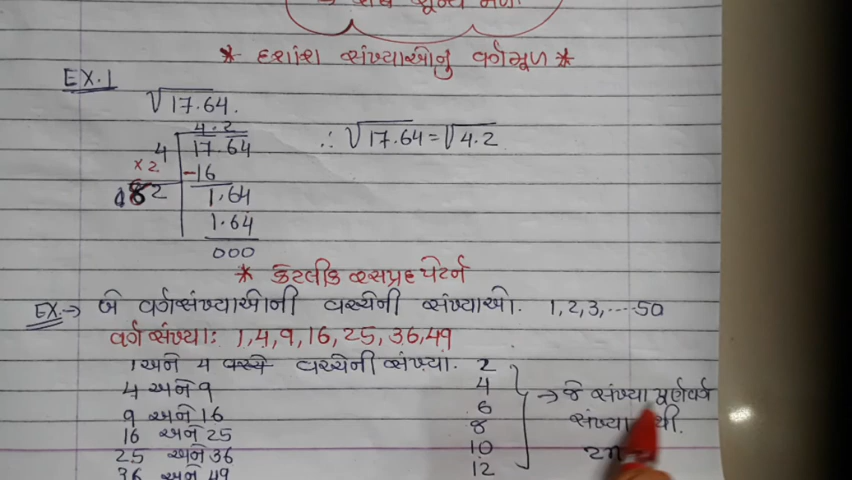 * દશાંશ સંખ્યાઓનું વર્ગમૂળ *
EX.1
√17.64.
4.2
4 17.64 ∴ √17.64 = √4.2
×2 -16
82 1.64
1.64
000
* કેટલીક રસપ્રદ પેટર્ન
EX.→ બે વર્ગસંખ્યાઓની વચ્ચેની સંખ્યાઓ. 1,2,3,....50
વર્ગ સંખ્યા: 1,4,9,16,25,36,49
1 અને 4 વચ્ચે વચ્ચેની સંખ્યા. 2
4 અને 9 4 → જે સંખ્યા પૂર્ણવર્ગ
9 અને 16 6
16 અને 25 8 સંખ્યા
25 અને 36 10 2n
36 અને 49 12